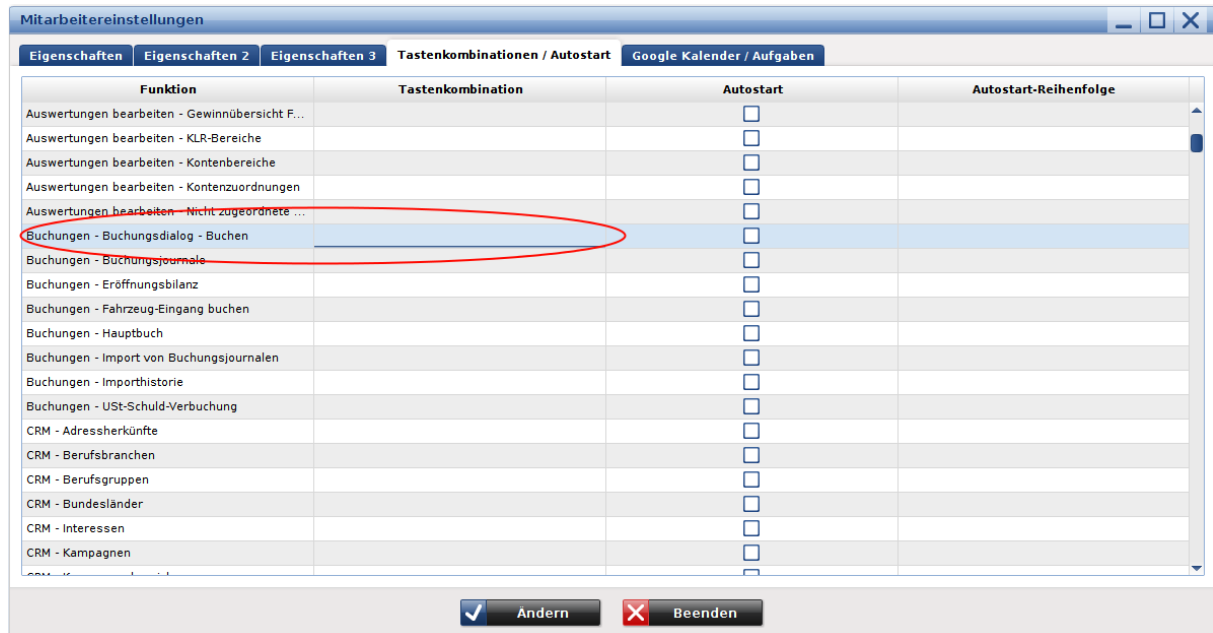 Mitarbeitereinstellungen
Eigenschaften Eigenschaften 2 Eigenschaften 3 Tastenkombinationen / Autostart Google Kalender / Aufgaben
Funktion Tastenkombination Autostart Autostart-Reihenfolge
Auswertungen bearbeiten - Gewinnübersicht F...
Auswertungen bearbeiten - KLR-Bereiche
Auswertungen bearbeiten - Kontenbereiche
Auswertungen bearbeiten - Kontenzuordnungen
Auswertungen bearbeiten - Nicht zugeordnete ...
Buchungen - Buchungsdialog - Buchen
Buchungen - Buchungsjournale
Buchungen - Eröffnungsbilanz
Buchungen - Fahrzeug-Eingang buchen
Buchungen - Hauptbuch
Buchungen - Import von Buchungsjournalen
Buchungen - Importhistorie
Buchungen - USt-Schuld-Verbuchung
CRM - Adressherkünfte
CRM - Berufsbranchen
CRM - Berufsgruppen
CRM - Bundesländer
CRM - Interessen
CRM - Kampagnen
Ändern Beenden